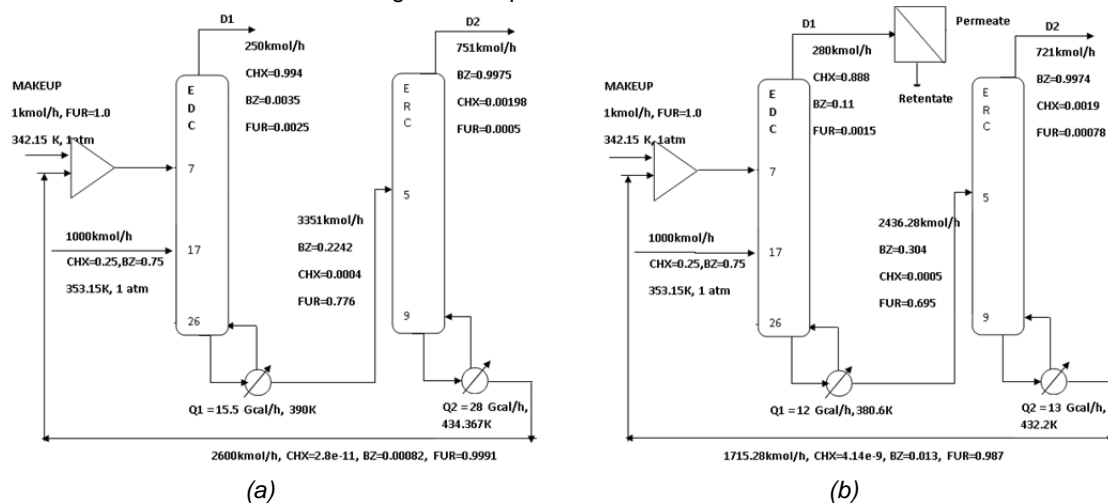 D1
250kmol/h
CHX=0.994
BZ=0.0035
FUR=0.0025
D2
751kmol/h
BZ=0.9975
CHX=0.00198
FUR=0.0005
MAKEUP
1kmol/h, FUR=1.0
342.15 K, 1atm
E
D
C
7
17
26
E
R
C
5
9
1000kmol/h
CHX=0.25,BZ=0.75
353.15K, 1 atm
3351kmol/h
BZ=0.2242
CHX=0.0004
FUR=0.776
Q1 = 15.5 Gcal/h, 390K
Q2 = 28 Gcal/h,
434.367K
2600kmol/h, CHX=2.8e-11, BZ=0.00082, FUR=0.9991
(a)
D1
280kmol/h
CHX=0.888
BZ=0.11
FUR=0.0015
Permeate
Retentate
D2
721kmol/h
BZ=0.9974
CHX=0.0019
FUR=0.00078
MAKEUP
1kmol/h, FUR=1.0
342.15 K, 1atm
E
D
C
7
17
26
E
R
C
5
9
1000kmol/h
CHX=0.25,BZ=0.75
353.15K, 1 atm
2436.28kmol/h
BZ=0.304
CHX=0.0005
FUR=0.695
Q1 = 12 Gcal/h,380.6K
Q2 = 13 Gcal/h,
432.2K
1715.28kmol/h, CHX=4.14e-9, BZ=0.013, FUR=0.987
(b)